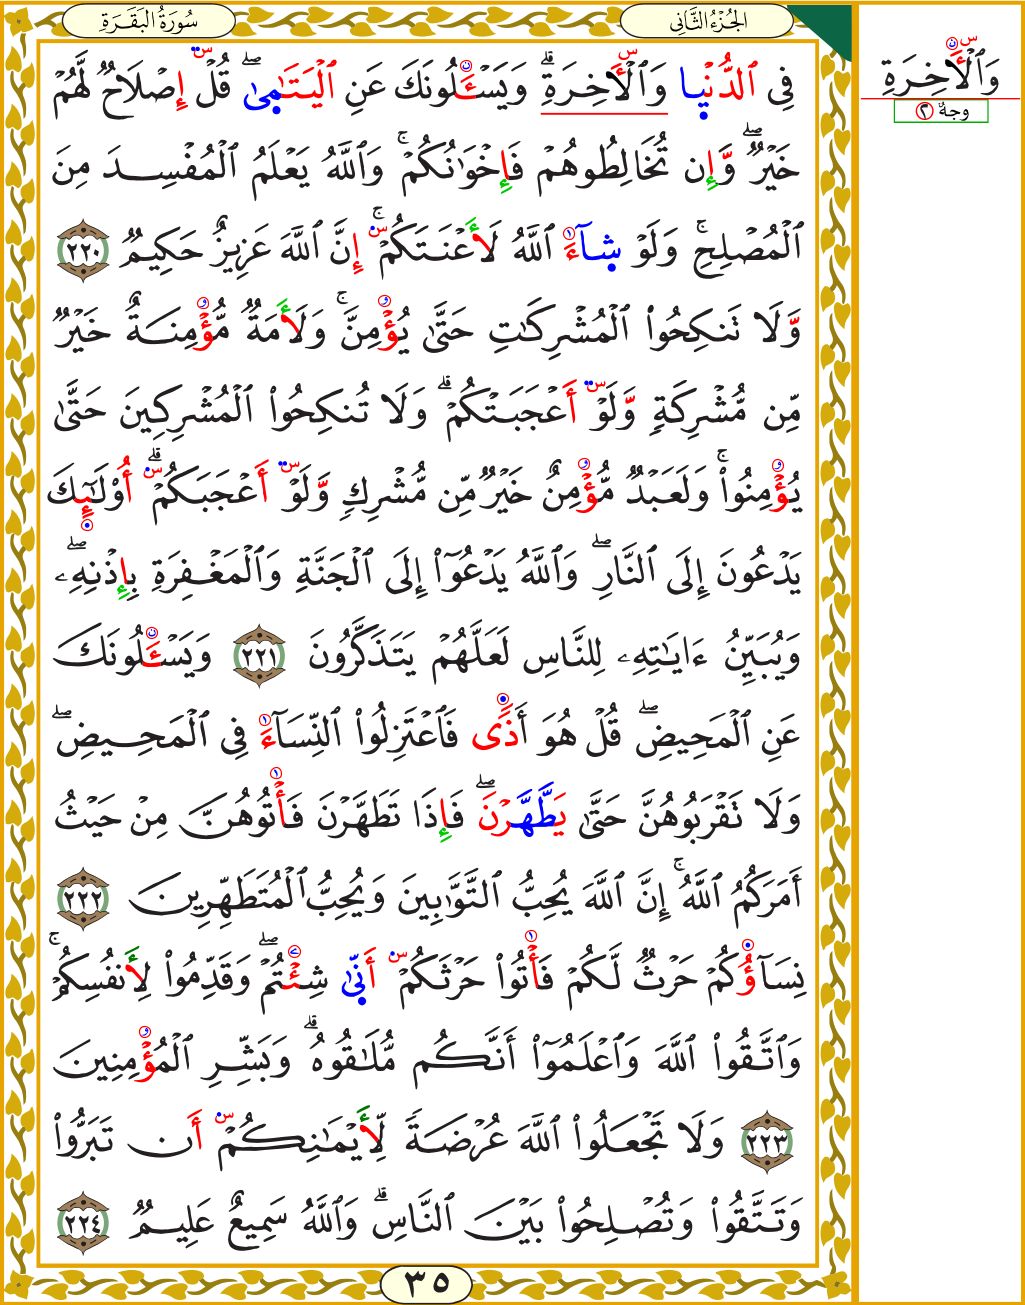 الجُزْءُ الثَّانِي
سُورَةُ البَقَرَةِ
فِي ٱلدُّنْيِا وَٱلْأَخِرَةِۗ وَيَسْـَٔلُونَكَ عَنِ ٱلْيَتَـٰمِىٰۖ قُلْ إِصْلَاحٌ لَّهُمْ
خَيْرٌۖ وَّإِن تُخَالِطُوهُمْ فَإِخْوَٰنُكُمْۚ وَٱللَّهُ يَعْلَمُ ٱلْمُفْسِدَ مِنَ
ٱلْمُصْلِحِۚ وَلَوْ شِآءَ ٱللَّهُ لَأَعْنَتَكُمْۚ إِنَّ ٱللَّهَ عَزِيزٌ حَكِيمٌ ٢٢٠
وَّلَا تَنكِحُوا۟ ٱلْمُشْرِكَـٰتِ حَتَّىٰ يُؤْمِنَّۚ وَلَأَمَةٌ مُّؤْمِنَةٌ خَيْرٌ
مِّن مُّشْرِكَةٍ وَّلَوْ أَعْجَبَتْكُمْۗ وَلَا تُنكِحُوا۟ ٱلْمُشْرِكِينَ حَتَّىٰ
يُؤْمِنُوا۟ۚ وَلَعَبْدٌ مُّؤْمِنٌ خَيْرٌ مِّن مُّشْرِكٍ وَّلَوْ أَعْجَبَكُمْۗ أُو۟لَـٰٓئِكَ
يَدْعُونَ إِلَى ٱلنَّارِۖ وَٱللَّهُ يَدْعُوٓا۟ إِلَى ٱلْجَنَّةِ وَٱلْمَغْفِرَةِ بِإِذْنِهِۦۖ
وَيُبَيِّنُ ءَايَـٰتِهِۦ لِلنَّاسِ لَعَلَّهُمْ يَتَذَكَّرُونَ ٢٢١ وَيَسْـَٔلُونَكَ
عَنِ ٱلْمَحِيضِۖ قُلْ هُوَ أَذًى فَٱعْتَزِلُوا۟ ٱلنِّسَآءَ فِي ٱلْمَحِيضِۖ
وَلَا تَقْرَبُوهُنَّ حَتَّىٰ يَطَّهَّرْنَۖ فَإِذَا تَطَهَّرْنَ فَأْتُوهُنَّ مِنْ حَيْثُ
أَمَرَكُمُ ٱللَّهُۚ إِنَّ ٱللَّهَ يُحِبُّ ٱلتَّوَّٰبِينَ وَيُحِبُّ ٱلْمُتَطَهِّرِينَ ٢٢٢
نِسَآؤُكُمْ حَرْثٌ لَّكُمْ فَأْتُوا۟ حَرْثَكُمْ أَنِّىٰ شِئْتُمْۖ وَقَدِّمُوا۟ لِأَنفُسِكُمْۚ
وَٱتَّقُوا۟ ٱللَّهَ وَٱعْلَمُوٓا۟ أَنَّكُم مُّلَـٰقُوهُۗ وَبَشِّرِ ٱلْمُؤْمِنِينَ
٢٢٣ وَلَا تَجْعَلُوا۟ ٱللَّهَ عُرْضَةً لِّأَيْمَـٰنِكُمْ أَن تَبَرُّوا۟
وَتَتَّقُوا۟ وَتُصْلِحُوا۟ بَيْنَ ٱلنَّاسِۗ وَٱللَّهُ سَمِيعٌ عَلِيمٌ ٢٢٤
٣٥
وَٱلْأَخِرَةِ
وجهٌ ٢